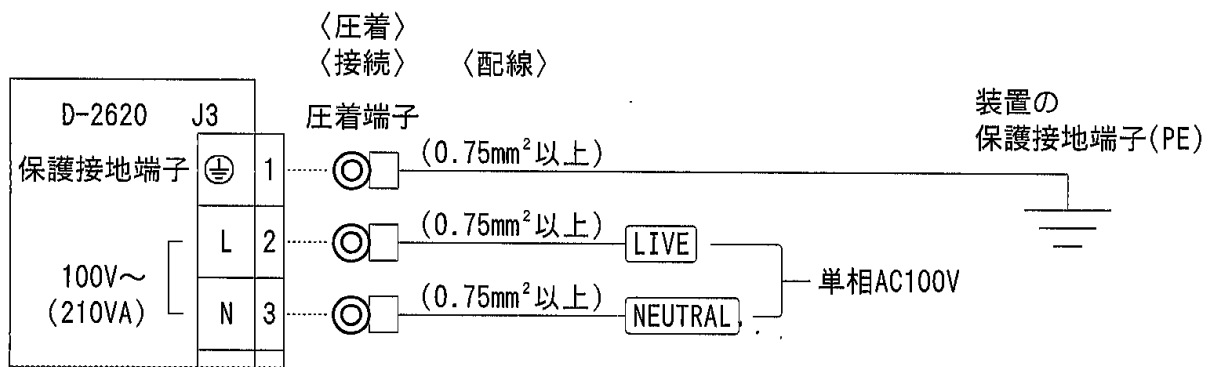 〈圧着〉
〈接続〉 〈配線〉
D-2620 J3 圧着端子
装置の
保護接地端子(PE)
保護接地端子 1 (0.75mm²以上)
L 2 (0.75mm²以上) LIVE
100V～
(210VA)
単相AC100V
N 3 (0.75mm²以上) NEUTRAL